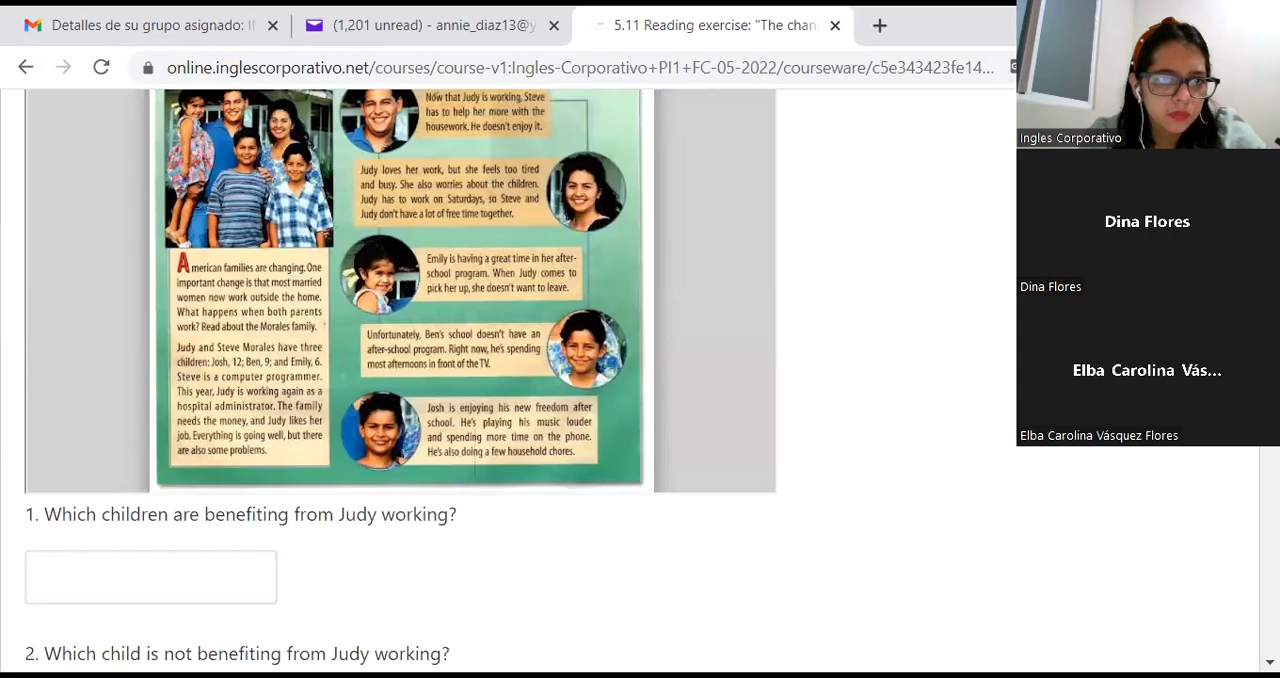 Detalles de su grupo asignado: I
(1,201 unread) - annie_diaz13@y
5.11 Reading exercise: "The chan
online.inglescorporativo.net/courses/course-v1:Ingles-Corporativo+PI1+FC-05-2022/courseware/c5e343423fe14...
Ingles Corporativo
Dina Flores
Dina Flores
Elba Carolina Vás...
Elba Carolina Vásquez Flores
Now that Judy is working, Steve
has to help her more with the
housework. He doesn't enjoy it.
Judy loves her work, but she feels too tired
and busy. She also worries about the children.
Judy has to work on Saturdays, so Steve and
Judy don't have a lot of free time together.
American families are changing. One
important change is that most married
women now work outside the home.
What happens when both parents
work? Read about the Morales family.
Judy and Steve Morales have three
children: Josh, 12; Ben, 9; and Emily, 6.
Steve is a computer programmer.
This year, Judy is working again as a
hospital administrator. The family
needs the money, and Judy likes her
job. Everything is going well, but there
are also some problems.
Emily is having a great time in her after-
school program. When Judy comes to
pick her up, she doesn't want to leave.
Unfortunately, Ben's school doesn't have an
after-school program. Right now, he's spending
most afternoons in front of the TV.
Josh is enjoying his new freedom after
school. He's playing his music louder
and spending more time on the phone.
He's also doing a few household chores.
1. Which children are benefiting from Judy working?
2. Which child is not benefiting from Judy working?